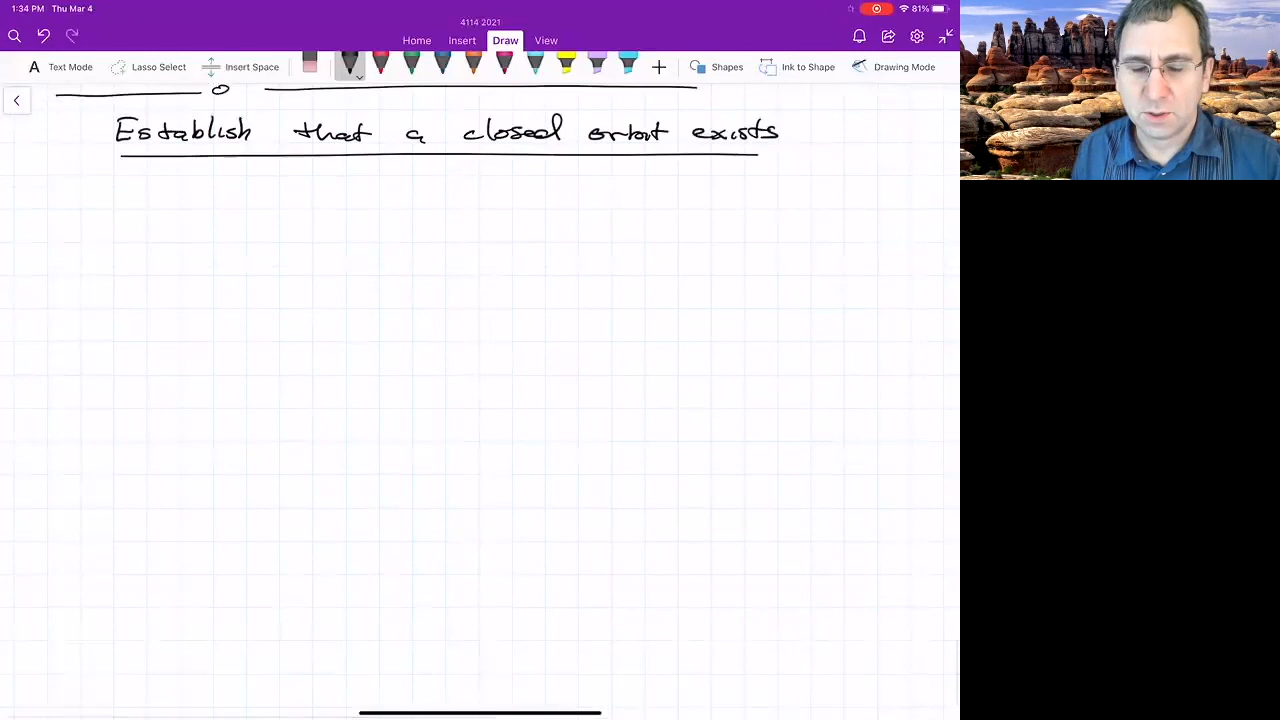 1:34 PM Thu Mar 4
81%
4114 2021
Home Insert Draw View
Text Mode Lasso Select Insert Space Shapes Ink to Shape Drawing Mode
Establish that a closed orbit exists